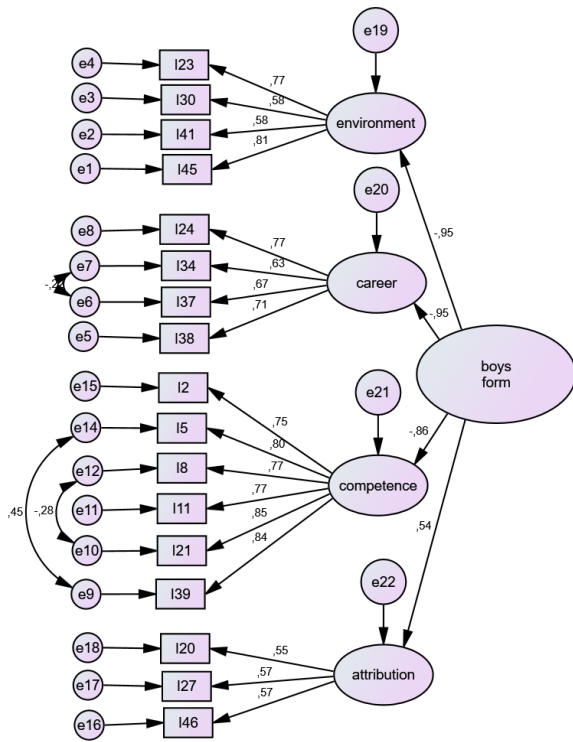 e19
e4 I23 ,77
e3 I30 ,58 environment
e2 I41 ,58
e1 I45 ,81
-,95
e20
e8 I24 ,77
e7 I34 ,63
e6 I37 ,67 career
e5 I38 ,71
-,95
boys
form
e15 I2 ,75 e21
-,86
e14 I5 ,80
e12 I8 ,77 competence
e11 I11 ,77
,45 -,28
e10 I21 ,85
e9 I39 ,84
,54
e22
e18 I20 ,55
e17 I27 ,57 attribution
e16 I46 ,57